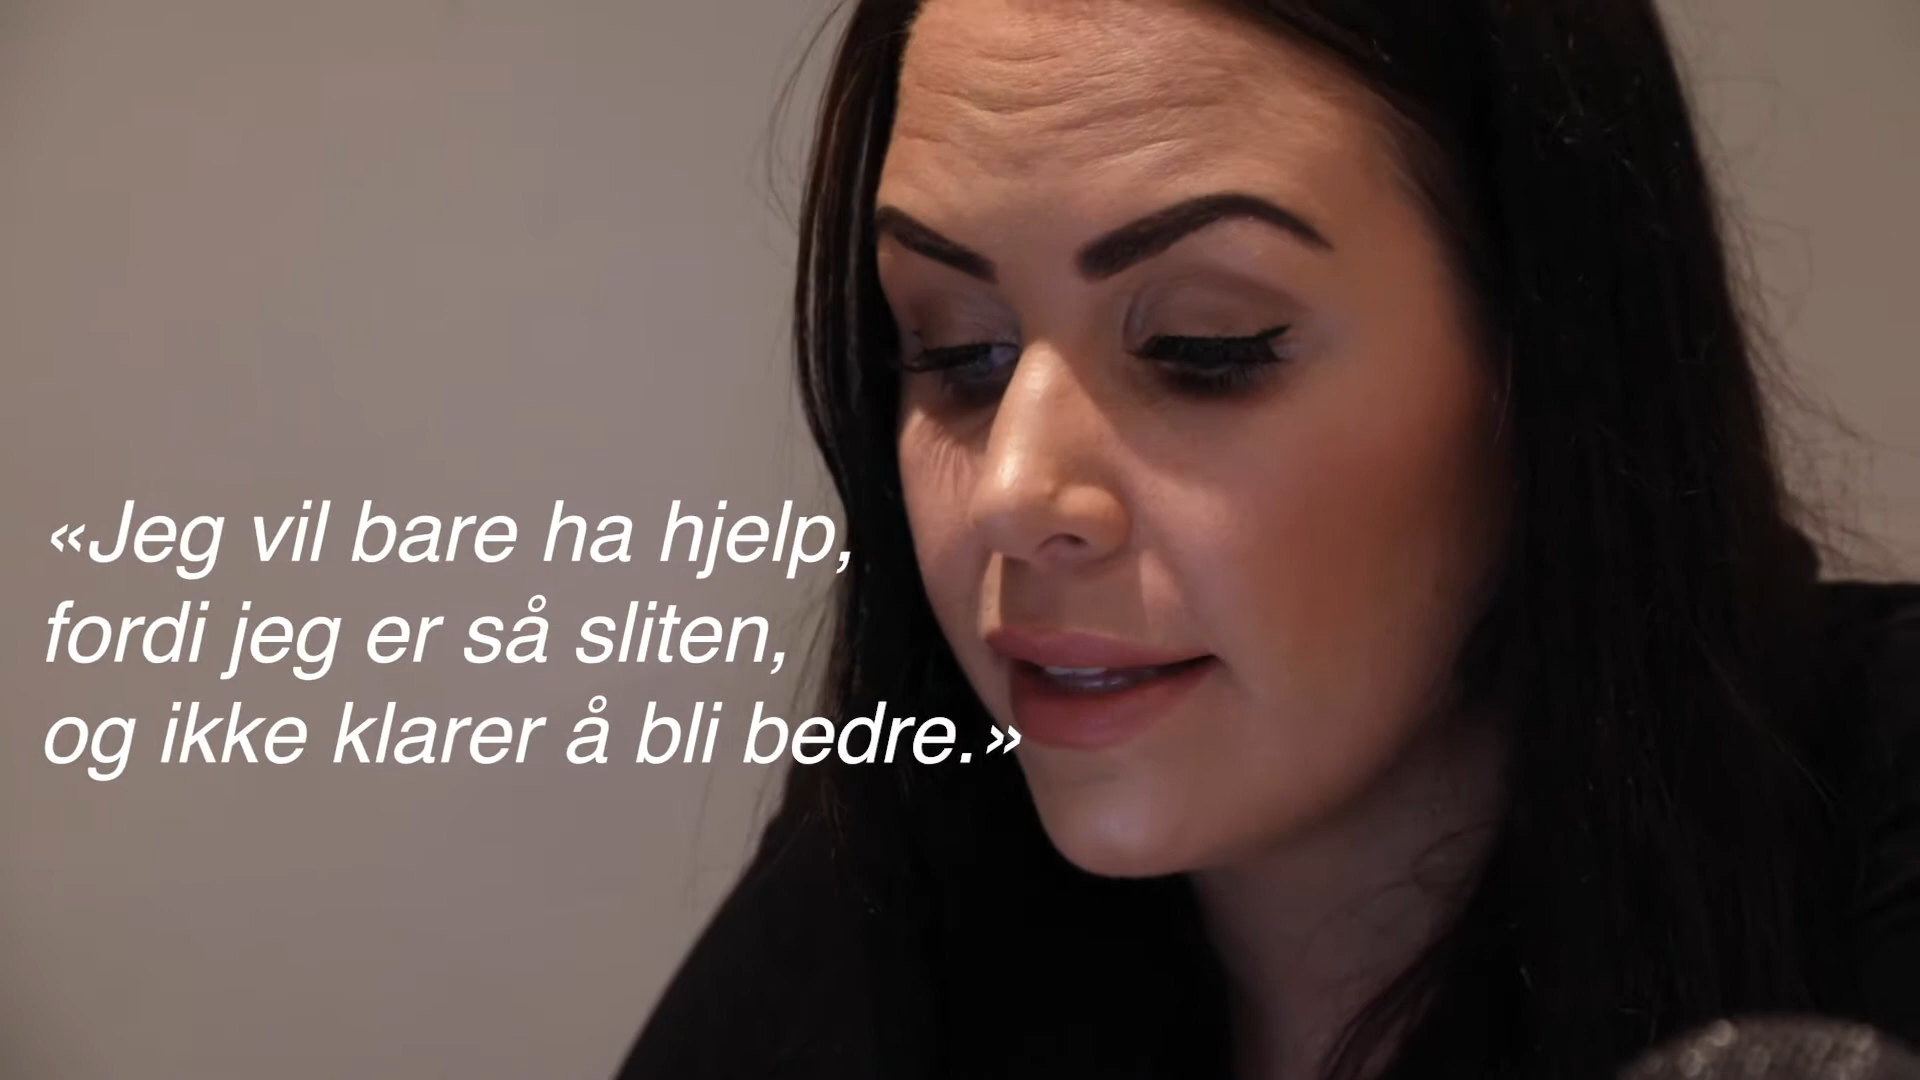 «Jeg vil bare ha hjelp,
fordi jeg er så sliten,
og ikke klarer å bli bedre.»